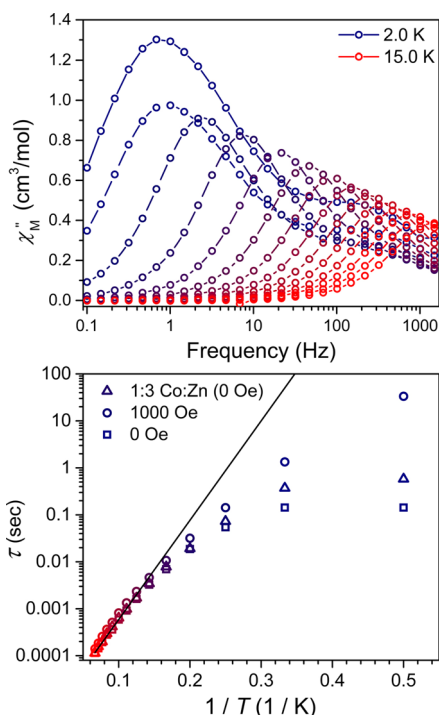 1.4
1.2
1.0
0.8
0.6
0.4
0.2
0.0
χ_M" (cm³/mol)
2.0 K
15.0 K
0.1 1 10 100 1000
Frequency (Hz)
100
10
1
0.1
0.01
0.001
0.0001
τ (sec)
1:3 Co:Zn (0 Oe)
1000 Oe
0 Oe
0.1 0.2 0.3 0.4 0.5
1 / T (1 / K)